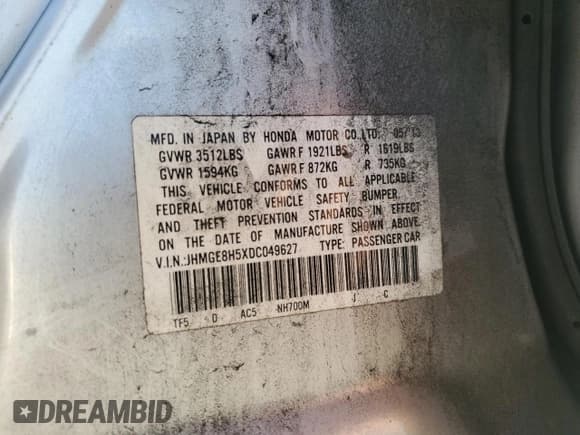 MFD. IN JAPAN BY HONDA MOTOR CO.,LTD. 05/13
GVWR 3512LBS GAWR F 1921LBS R 1619LBS
GVWR 1594KG GAWR F 872KG R 735KG
THIS VEHICLE CONFORMS TO ALL APPLICABLE
FEDERAL MOTOR VEHICLE SAFETY BUMPER,
AND THEFT PREVENTION STANDARDS IN EFFECT
ON THE DATE OF MANUFACTURE SHOWN ABOVE.
V.I.N.:JHMGE8H5XDC049627 TYPE: PASSENGER CAR
TF5 D AC5 NH700M J C
DREAMBID